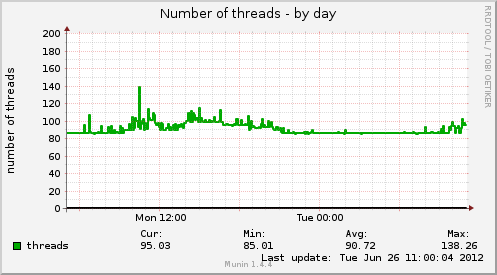 Number of threads - by day
RRDTOOL / TOBI OETIKER
number of threads
200
180
160
140
120
100
80
60
40
20
0
Mon 12:00 Tue 00:00
Cur: Min: Avg: Max:
threads 95.03 85.01 90.72 138.26
Last update: Tue Jun 26 11:00:04 2012
Munin 1.4.4